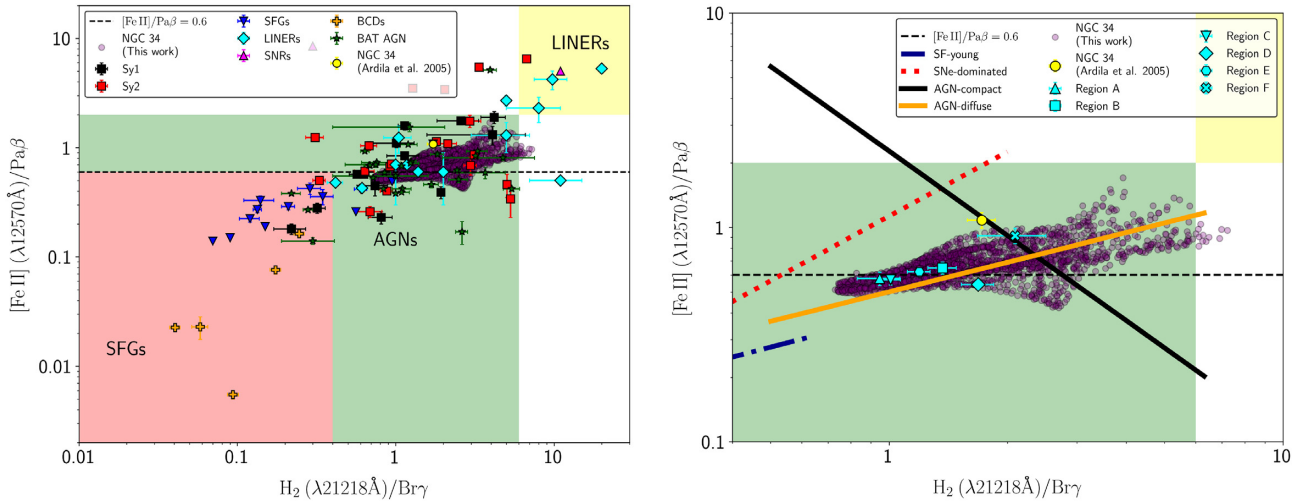 [Fe II]/Paβ = 0.6
NGC 34
(This work)
Sy1
Sy2
SFGs
LINERs
SNRs
BCDs
BAT AGN
NGC 34
(Ardila et al. 2005)
LINERs
AGNs
SFGs
10
1
0.1
0.01
[Fe II] (λ12570Å)/Paβ
0.01
0.1
1
10
H₂ (λ21218Å)/Brγ
[Fe II]/Paβ = 0.6
SF-young
SNe-dominated
AGN-compact
AGN-diffuse
NGC 34
(This work)
NGC 34
(Ardila et al. 2005)
Region A
Region B
Region C
Region D
Region E
Region F
10
1
0.1
[Fe II] (λ12570Å)/Paβ
1
10
H₂ (λ21218Å)/Brγ